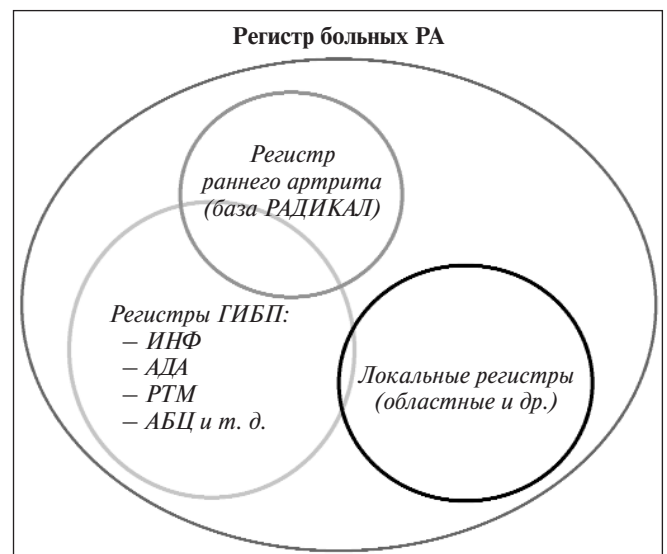 Регистр больных РА
Регистр
раннего артрита
(база РАДИКАЛ)
Регистры ГИБП:
– ИНФ
– АДА
– РТМ
– АБЦ и т. д.
Локальные регистры
(областные и др.)